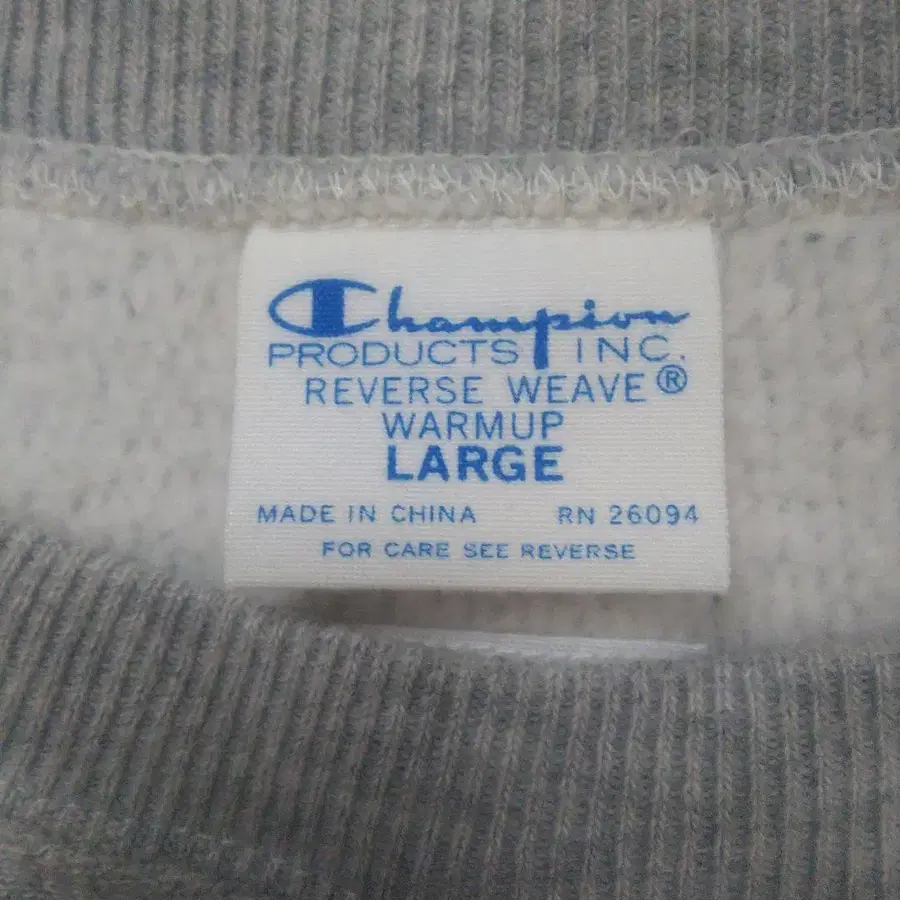 Champion
PRODUCTS INC.
REVERSE WEAVE®
WARMUP
LARGE
MADE IN CHINA RN 26094
FOR CARE SEE REVERSE